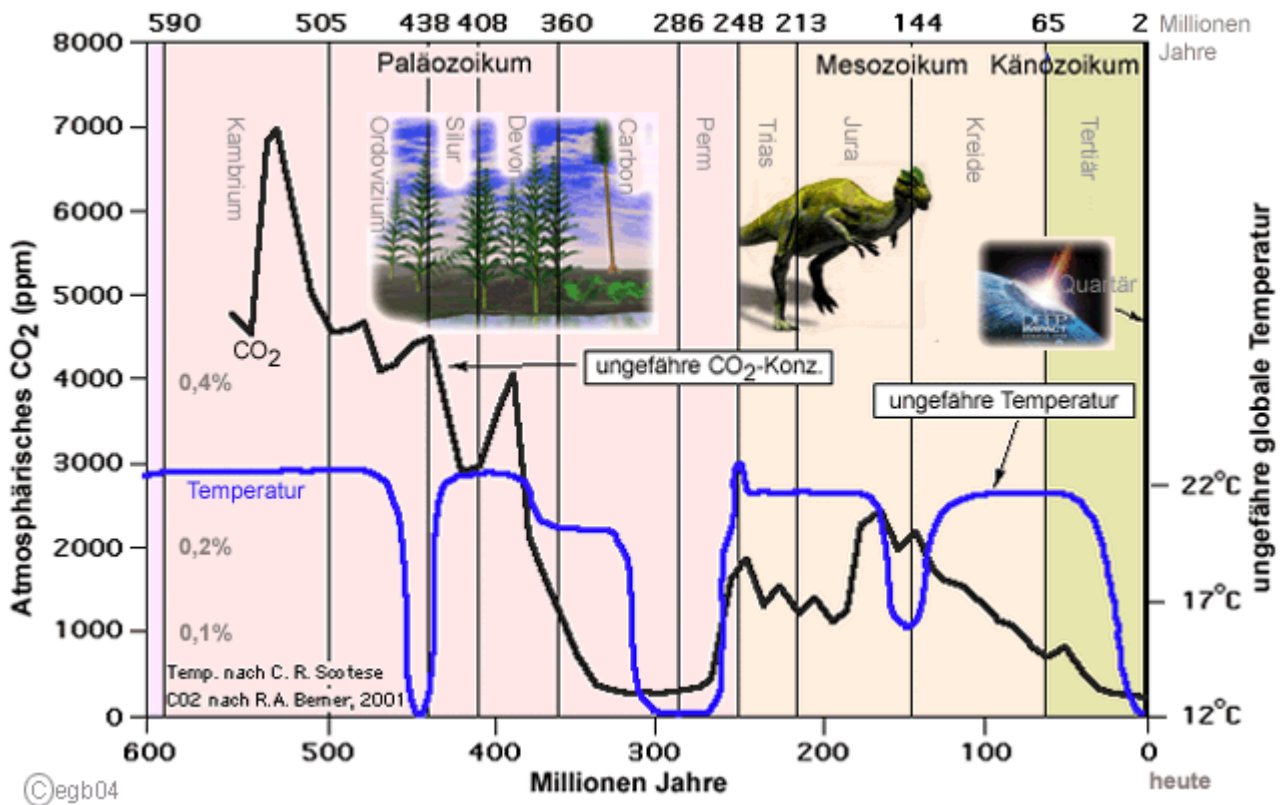 590 505 438 408 360 286 248 213 144 65 2 Millionen
Jahre
8000
7000
6000
5000
4000
3000
2000
1000
0
Atmosphärisches CO2 (ppm)
Paläozoikum
Mesozoikum
Känozoikum
Kambrium
Ordovizium
Silur
Devon
Carbon
Perm
Trias
Jura
Kreide
Tertiär
Quartär
DEEP
IMPACT
CO2
ungefähre CO2-Konz.
ungefähre Temperatur
0,4%
Temperatur
0,2%
0,1%
Temp. nach C. R. Scotese
CO2 nach R.A. Berner, 2001
22°C
17°C
12°C
ungefähre globale Temperatur
600 500 400 300 200 100 0
Millionen Jahre
heute
©egb04